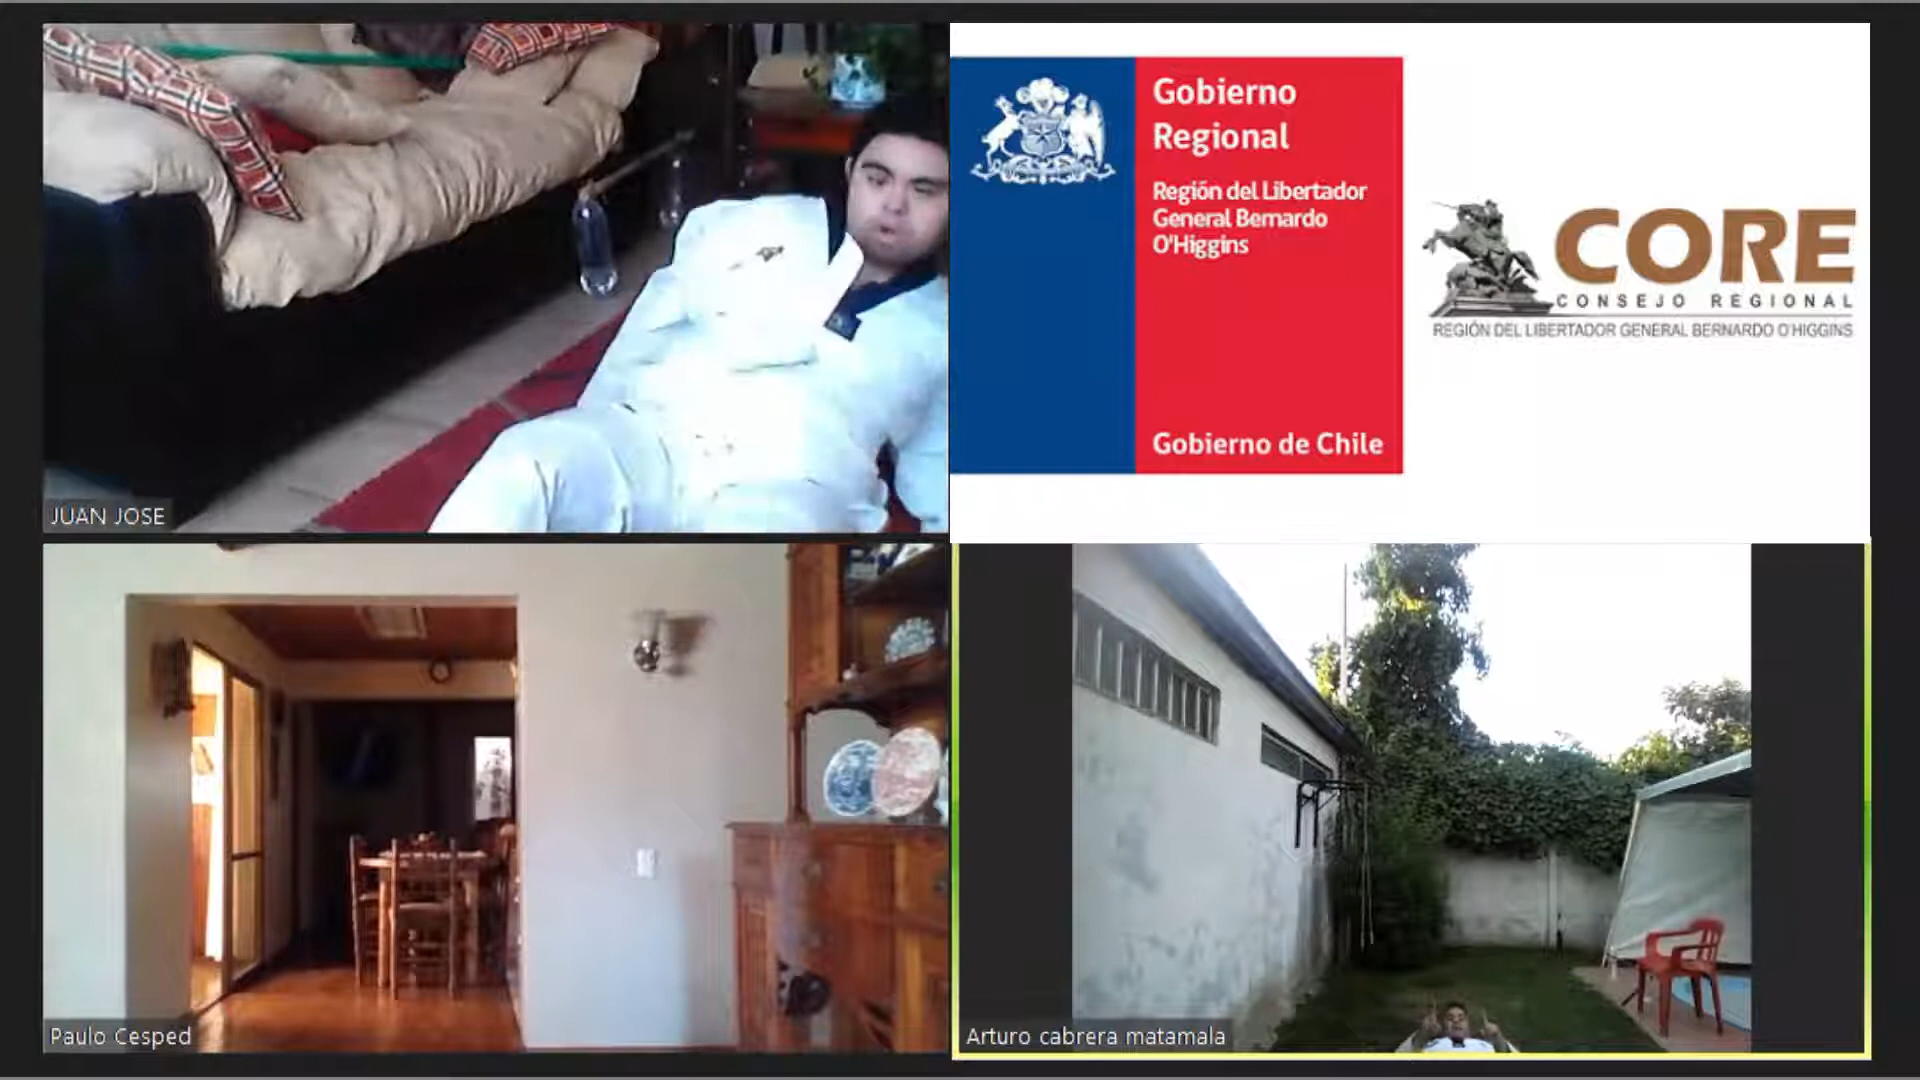 Gobierno
Regional
Región del Libertador
General Bernardo
O'Higgins
Gobierno de Chile
CORE
CONSEJO REGIONAL
REGIÓN DEL LIBERTADOR GENERAL BERNARDO O'HIGGINS
JUAN JOSE
Paulo Cesped
Arturo cabrera matamala